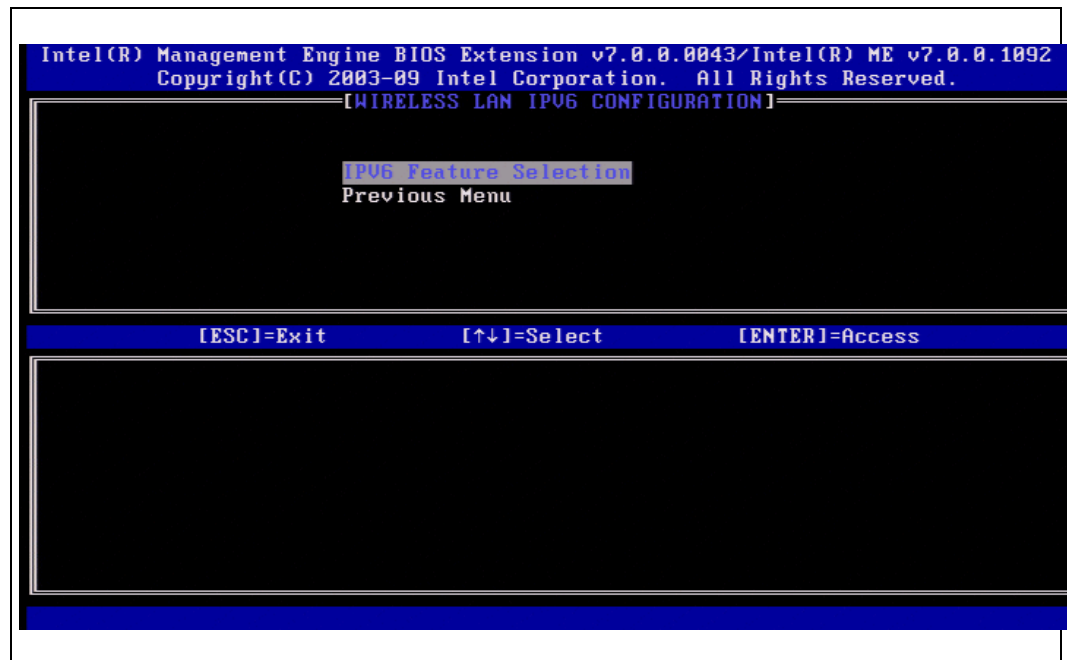 Intel(R) Management Engine BIOS Extension v7.0.0.0043/Intel(R) ME v7.0.0.1092
Copyright(C) 2003-09 Intel Corporation. All Rights Reserved.
[WIRELESS LAN IPV6 CONFIGURATION]
IPV6 Feature Selection
Previous Menu
[ESC]=Exit [↑↓]=Select [ENTER]=Access